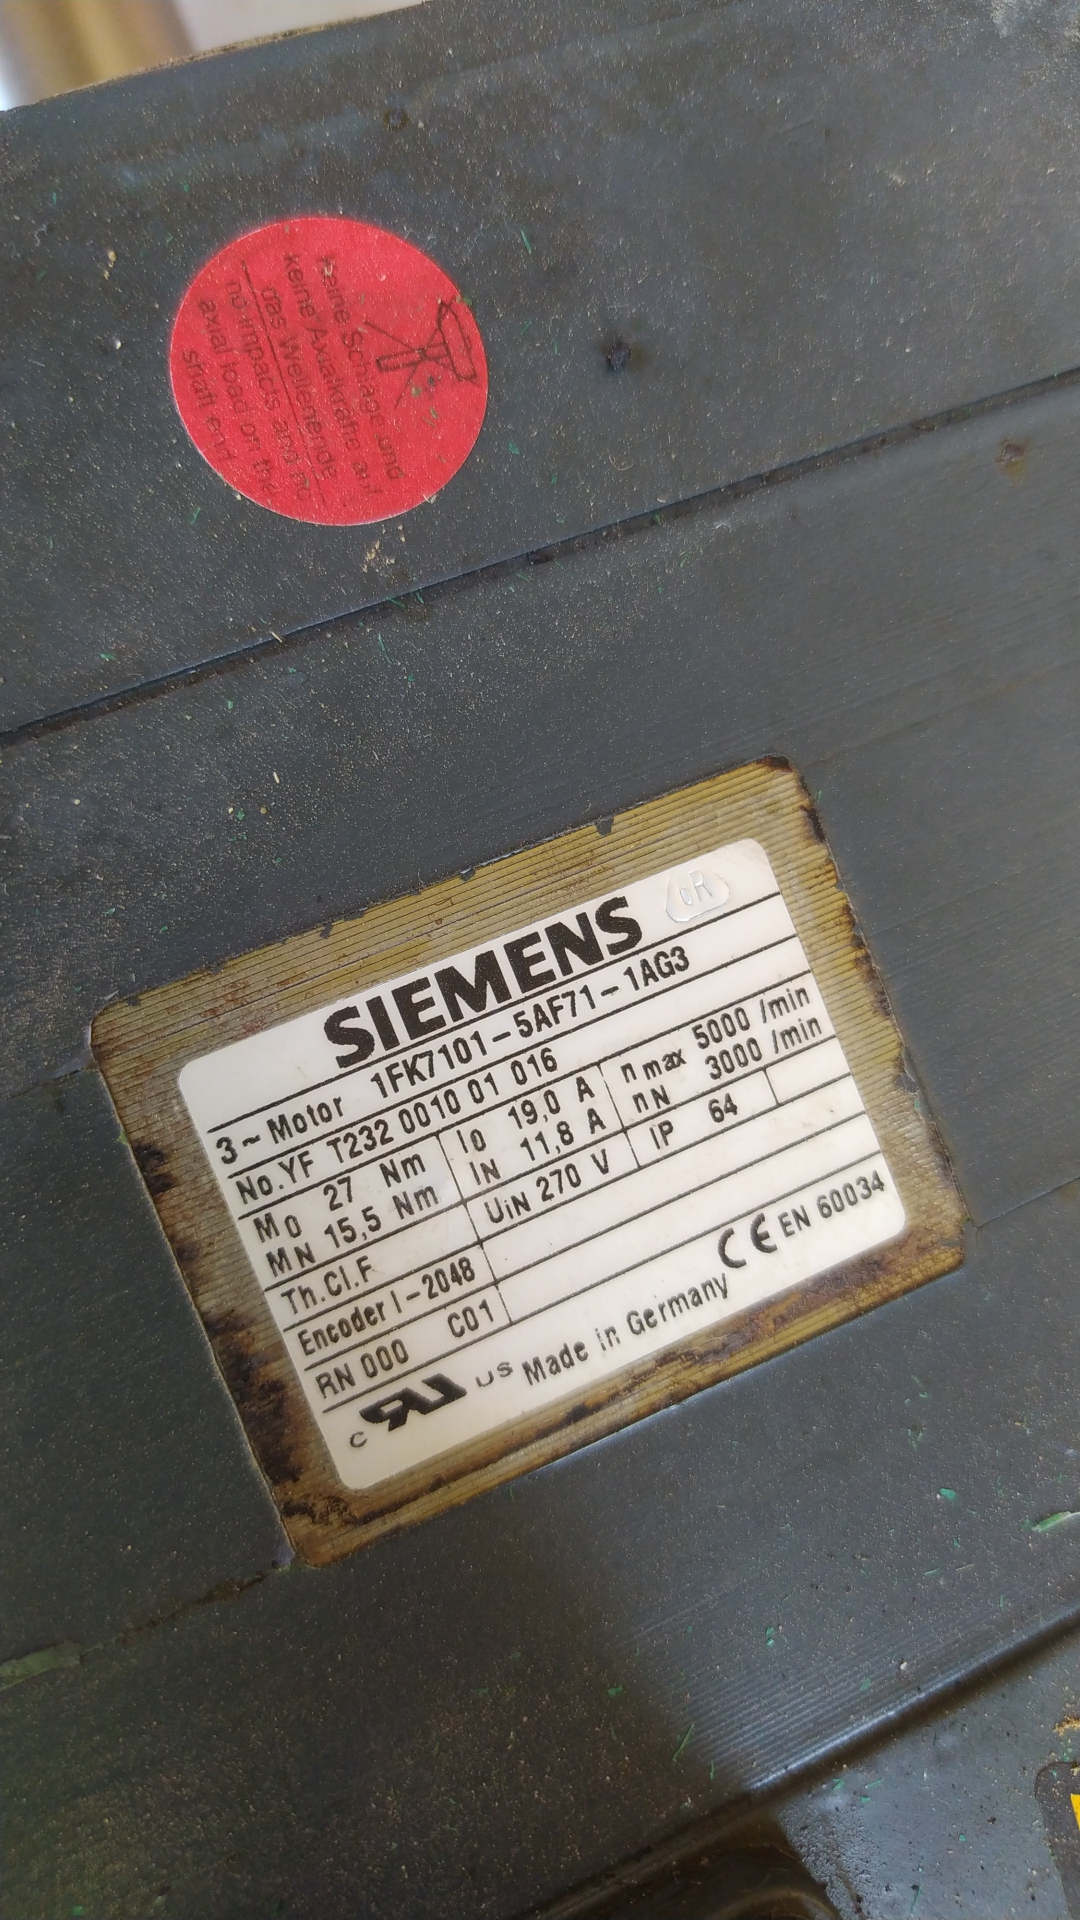 Keine Schläge und
keine Axialkräfte auf
das Wellenende
no impacts and no
axial load on the
shaft end
SIEMENS
3~Motor 1FK7101-5AF71-1AG3
No.YF T232 0010 01 016
M0 27 Nm I0 19,0 A nmax 5000 /min
MN 15,5 Nm IN 11,8 A nN 3000 /min
UiN 270 V IP 64
Th.Cl.F
Encoder I-2048
RN 000 C01
CE EN 60034
c RU US Made in Germany